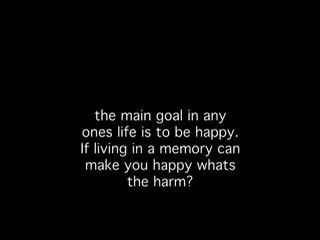 the main goal in any
ones life is to be happy.
If living in a memory can
make you happy whats
the harm?